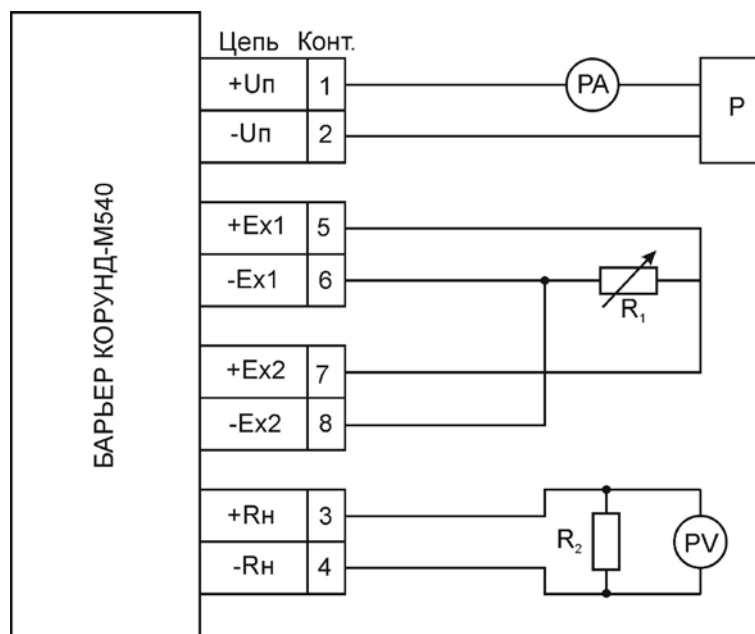 Цепь Конт.
+Uп 1
-Uп 2
PA
P
+Ex1 5
-Ex1 6
R₁
+Ex2 7
-Ex2 8
+Rн 3
-Rн 4
R₂
PV
БАРЬЕР КОРУНД-М540